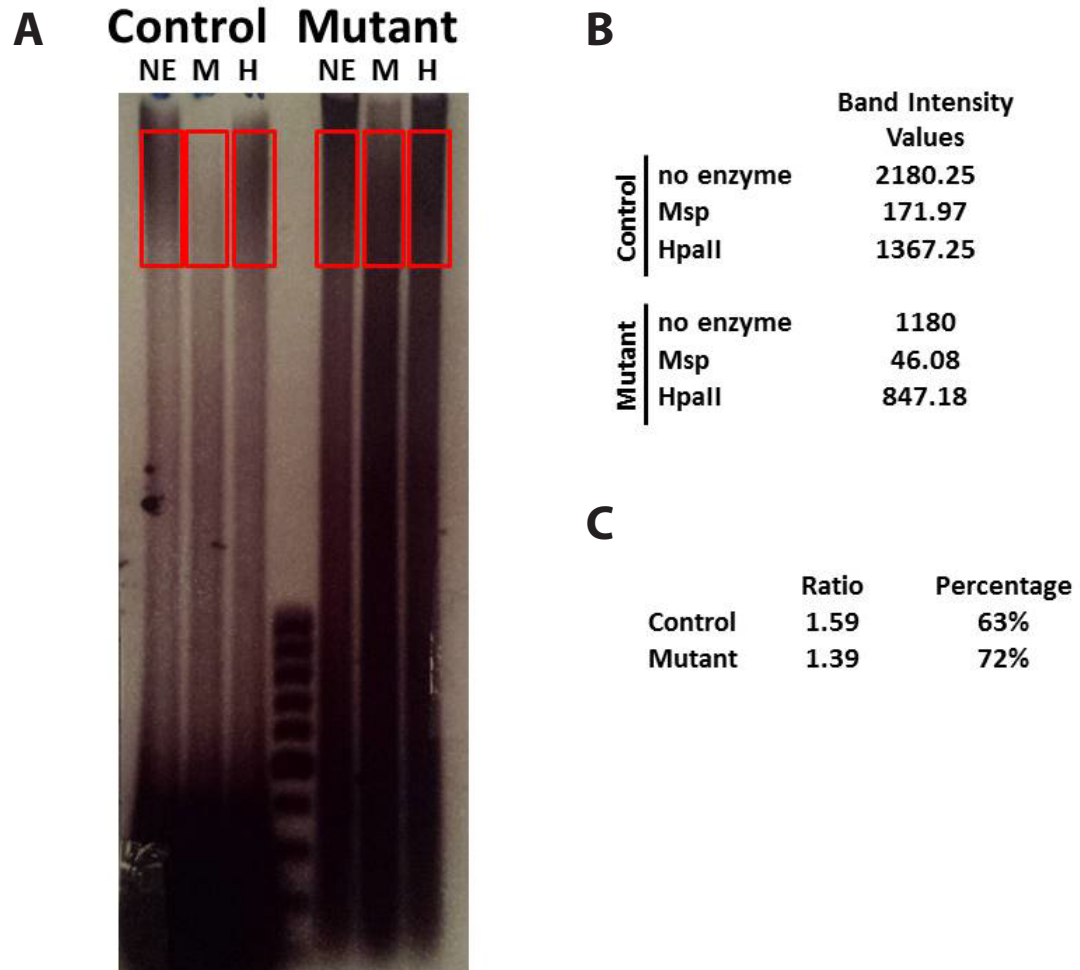 A
Control Mutant
NE M H NE M H
B
Band Intensity
Values
Control
no enzyme 2180.25
Msp 171.97
HpaII 1367.25
Mutant
no enzyme 1180
Msp 46.08
HpaII 847.18
C
Ratio Percentage
Control 1.59 63%
Mutant 1.39 72%